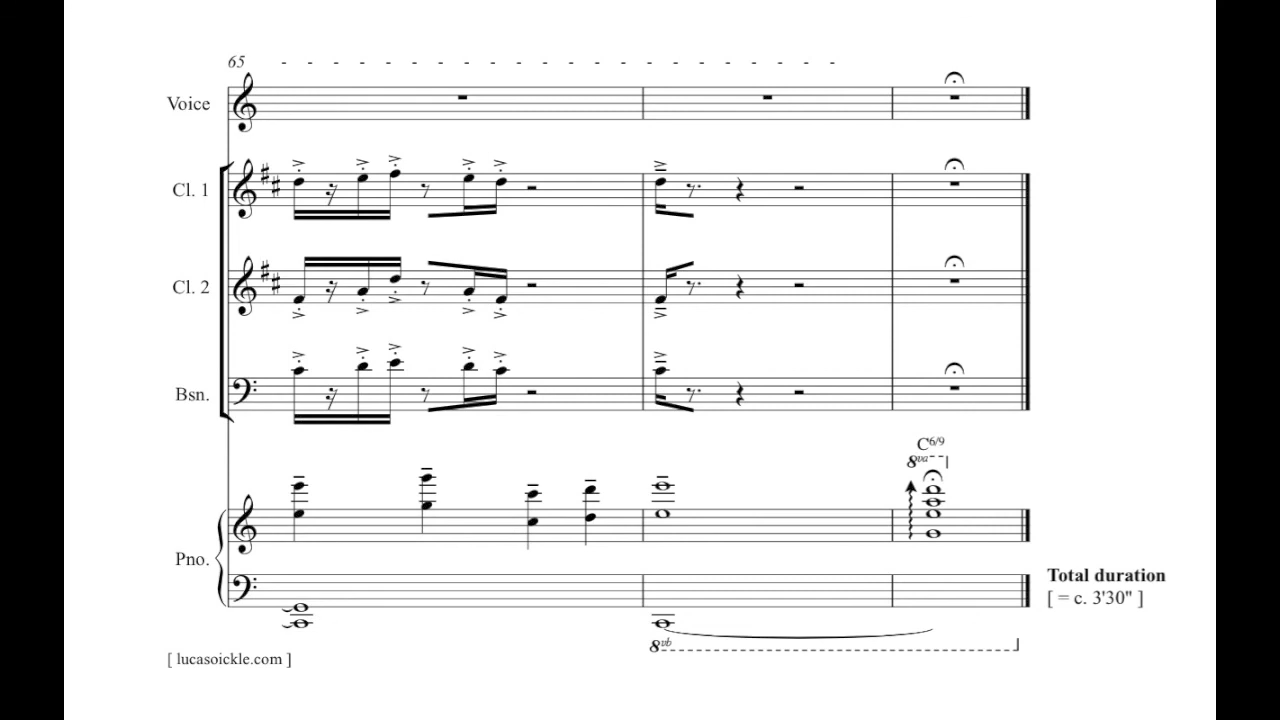 65 - - - - - - - - - - - - - - - - - - - - - -
Voice
Cl. 1
Cl. 2
Bsn.
C6/9
8va
Pno.
Total duration
[ = c. 3'30" ]
8vb
[ lucasoickle.com ]